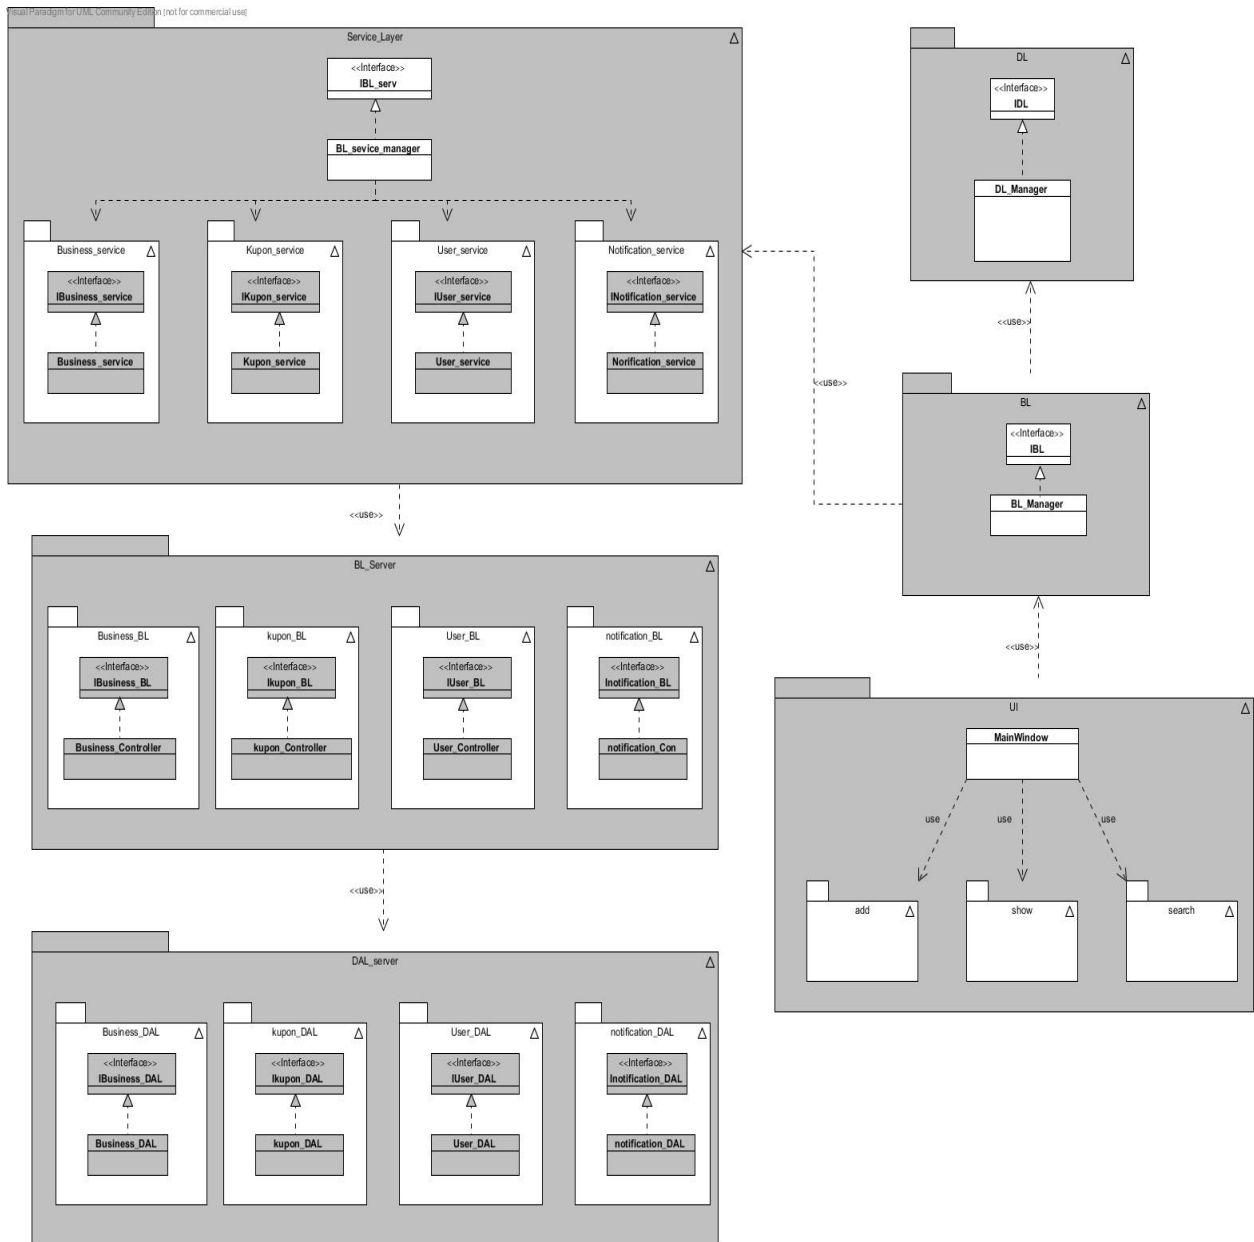 Visual Paradigm for UML Community Edition [not for commercial use]
Service_Layer
<<Interface>>
IBL_serv
BL_sevice_manager
Business_service
<<Interface>>
IBusiness_service
Business_service
Kupon_service
<<Interface>>
IKupon_service
Kupon_service
User_service
<<Interface>>
IUser_service
User_service
Notification_service
<<Interface>>
INotification_service
Norification_service
<<use>>
BL_Server
Business_BL
<<Interface>>
IBusiness_BL
Business_Controller
kupon_BL
<<Interface>>
Ikupon_BL
kupon_Controller
User_BL
<<Interface>>
IUser_BL
User_Controller
notification_BL
<<Interface>>
Inotification_BL
notification_Con
<<use>>
DAL_server
Business_DAL
<<Interface>>
IBusiness_DAL
Business_DAL
kupon_DAL
<<Interface>>
Ikupon_DAL
kupon_DAL
User_DAL
<<Interface>>
IUser_DAL
User_DAL
notification_DAL
<<Interface>>
Inotification_DAL
notification_DAL
DL
<<Interface>>
IDL
DL_Manager
<<use>>
<<use>>
BL
<<Interface>>
IBL
BL_Manager
<<use>>
UI
MainWindow
use
use
use
add
show
search